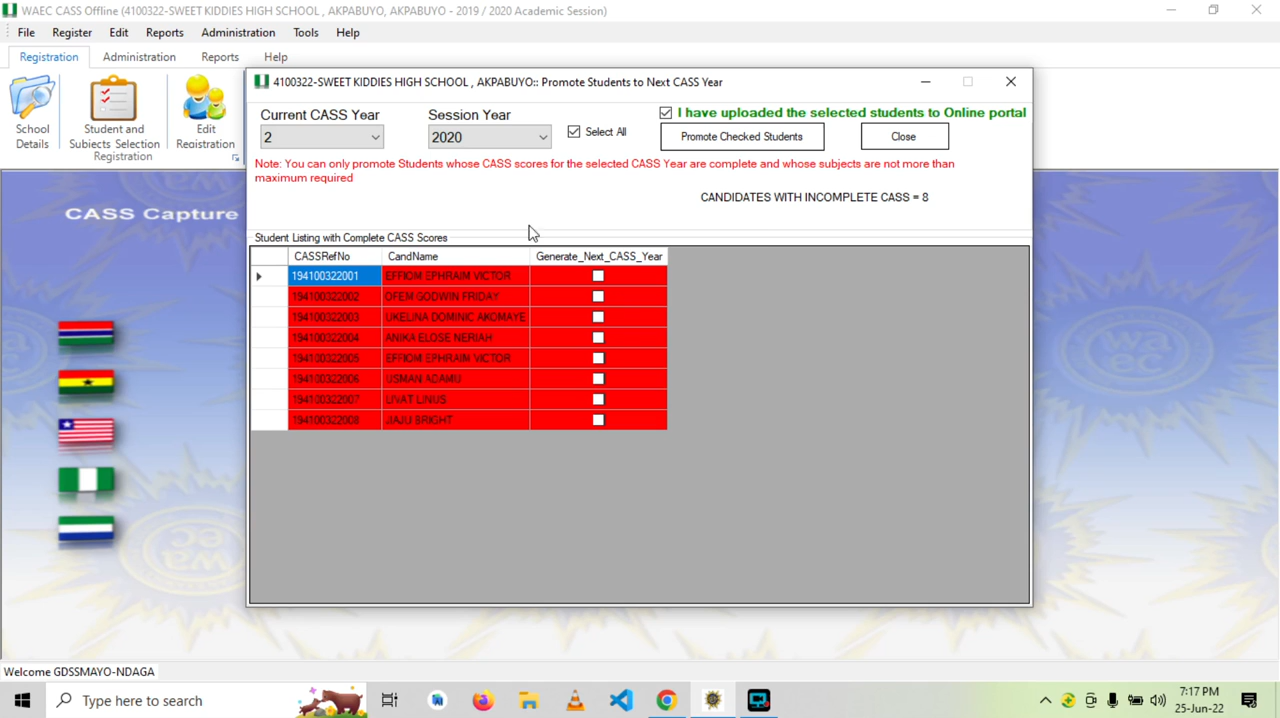 WAEC CASS Offline (4100322-SWEET KIDDIES HIGH SCHOOL , AKPABUYO, AKPABUYO - 2019 / 2020 Academic Session)
File Register Edit Reports Administration Tools Help
Registration Administration Reports Help
School Details
Student and Subjects Selection
Edit Registration
Registration
CASS Capture
4100322-SWEET KIDDIES HIGH SCHOOL , AKPABUYO:: Promote Students to Next CASS Year
Current CASS Year
2
Session Year
2020
Select All
I have uploaded the selected students to Online portal
Promote Checked Students
Close
Note: You can only promote Students whose CASS scores for the selected CASS Year are complete and whose subjects are not more than
maximum required
CANDIDATES WITH INCOMPLETE CASS = 8
Student Listing with Complete CASS Scores
CASSRefNo CandName Generate_Next_CASS_Year
194100322001 EFFIOM EPHRAIM VICTOR
194100322002 OFEM GODWIN FRIDAY
194100322003 UKELINA DOMINIC AKOMAYE
194100322004 ANIKA ELOSE NERIAH
194100322005 EFFIOM EPHRAIM VICTOR
194100322006 USMAN ADAMU
194100322007 LIVAT LINUS
194100322008 JIAJU BRIGHT
Welcome GDSSMAYO-NDAGA
Type here to search
7:17 PM
25-Jun-22